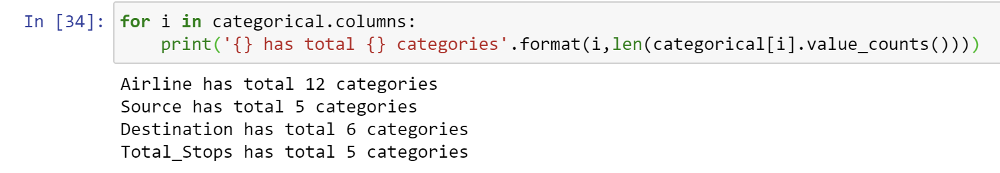 In [34]: for i in categorical.columns:
print('{} has total {} categories'.format(i,len(categorical[i].value_counts())))
Airline has total 12 categories
Source has total 5 categories
Destination has total 6 categories
Total_Stops has total 5 categories